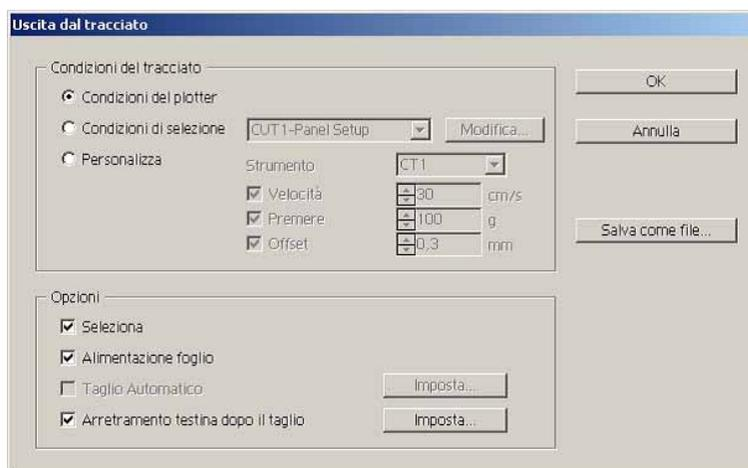 Uscita dal tracciato
Condizioni del tracciato
Condizioni del plotter
Condizioni di selezione CUT1-Panel Setup Modifica...
Personalizza
Strumento CT1
Velocità 30 cm/s
Premere 100 g
Offset 0,3 mm
OK
Annulla
Salva come file...
Opzioni
Seleziona
Alimentazione foglio
Taglio Automatico Imposta...
Arretramento testina dopo il taglio Imposta...